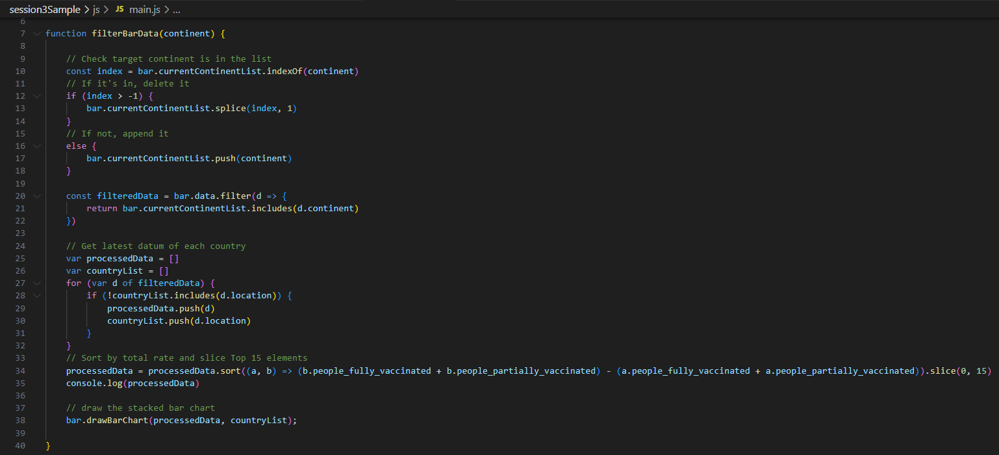 session3Sample > js > JS main.js > ...
6
7 function filterBarData(continent) {
8
9 // Check target continent is in the list
10 const index = bar.currentContinentList.indexOf(continent)
11 // If it's in, delete it
12 if (index > -1) {
13 bar.currentContinentList.splice(index, 1)
14 }
15 // If not, append it
16 else {
17 bar.currentContinentList.push(continent)
18 }
19
20 const filteredData = bar.data.filter(d => {
21 return bar.currentContinentList.includes(d.continent)
22 })
23
24 // Get latest datum of each country
25 var processedData = []
26 var countryList = []
27 for (var d of filteredData) {
28 if (!countryList.includes(d.location)) {
29 processedData.push(d)
30 countryList.push(d.location)
31 }
32 }
33 // Sort by total rate and slice Top 15 elements
34 processedData = processedData.sort((a, b) => (b.people_fully_vaccinated + b.people_partially_vaccinated) - (a.people_fully_vaccinated + a.people_partially_vaccinated)).slice(0, 15)
35 console.log(processedData)
36
37 // draw the stacked bar chart
38 bar.drawBarChart(processedData, countryList);
39
40 }